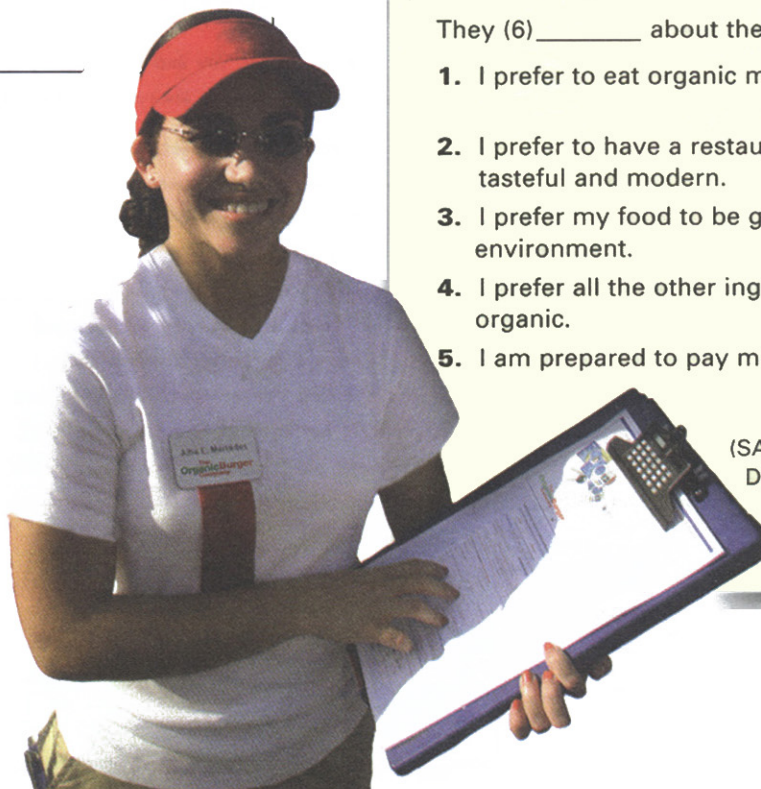 They (6)________ about the
1. I prefer to eat organic m
2. I prefer to have a restau
tasteful and modern.
3. I prefer my food to be g
environment.
4. I prefer all the other ing
organic.
5. I am prepared to pay m
(SA
D
The
OrganicBurger